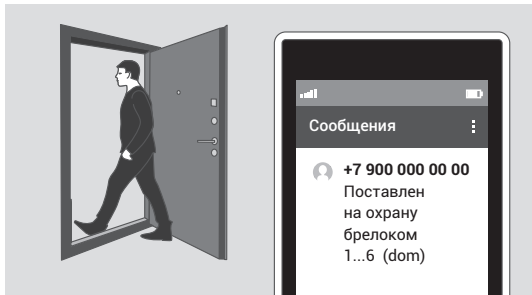 Сообщения
+7 900 000 00 00
Поставлен
на охрану
брелоком
1...6 (dom)